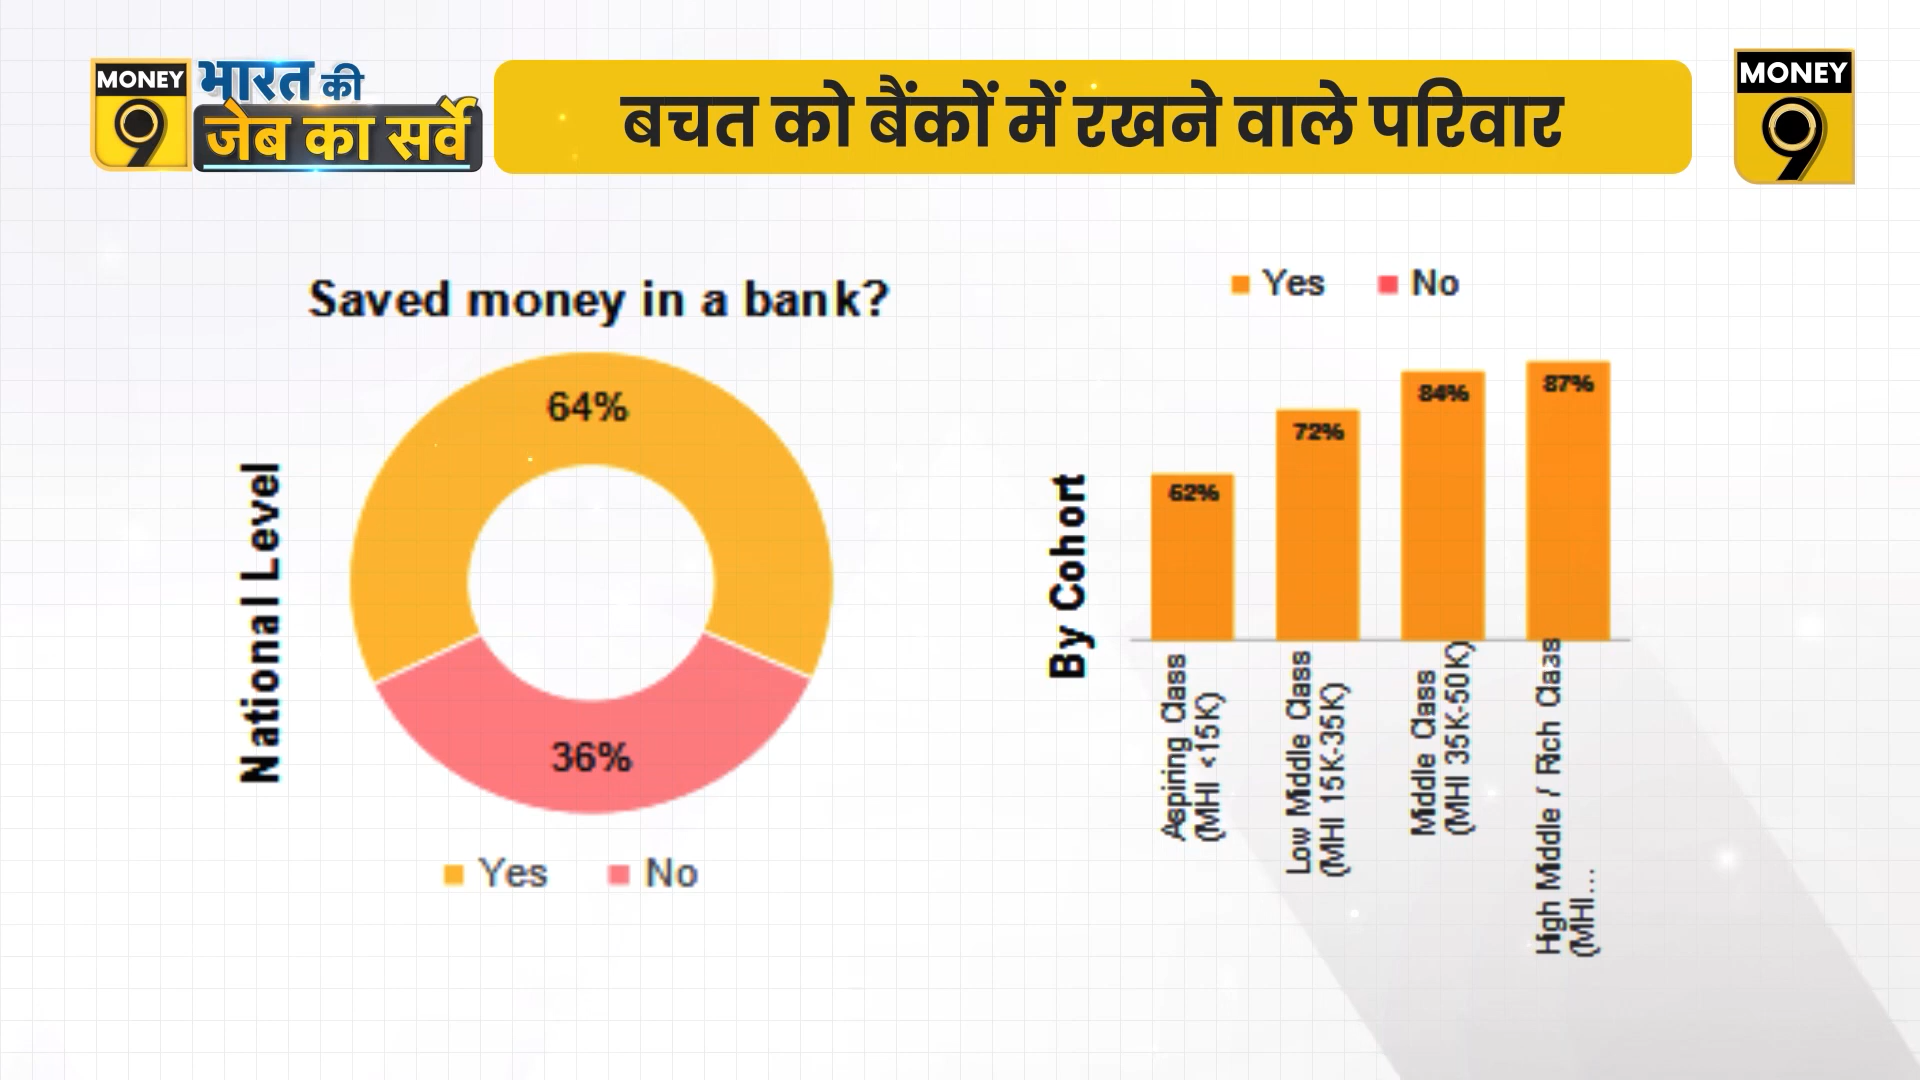 MONEY
9
भारत की
जेब का सर्वे
बचत को बैंकों में रखने वाले परिवार
MONEY
9
Saved money in a bank?
National Level
64%
36%
Yes No
Yes No
By Cohort
52%
72%
84%
87%
Aspiring Class
(MHI <15K)
Low Middle Class
(MHI 15K-35K)
Middle Class
(MHI 35K-50K)
High Middle / Rich Class
(MHI...